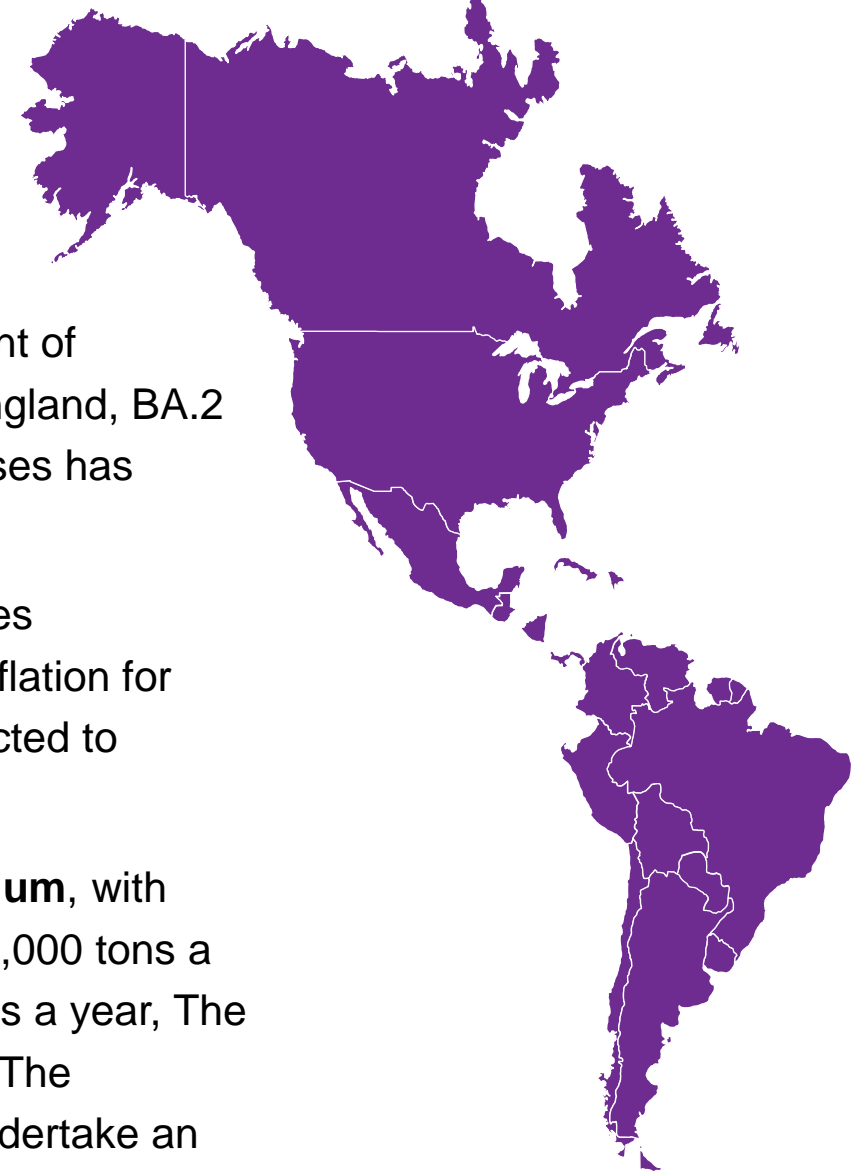 nt of
ngland, BA.2
ses has
es
flation for
cted to
um, with
,000 tons a
s a year, The
The
dertake an